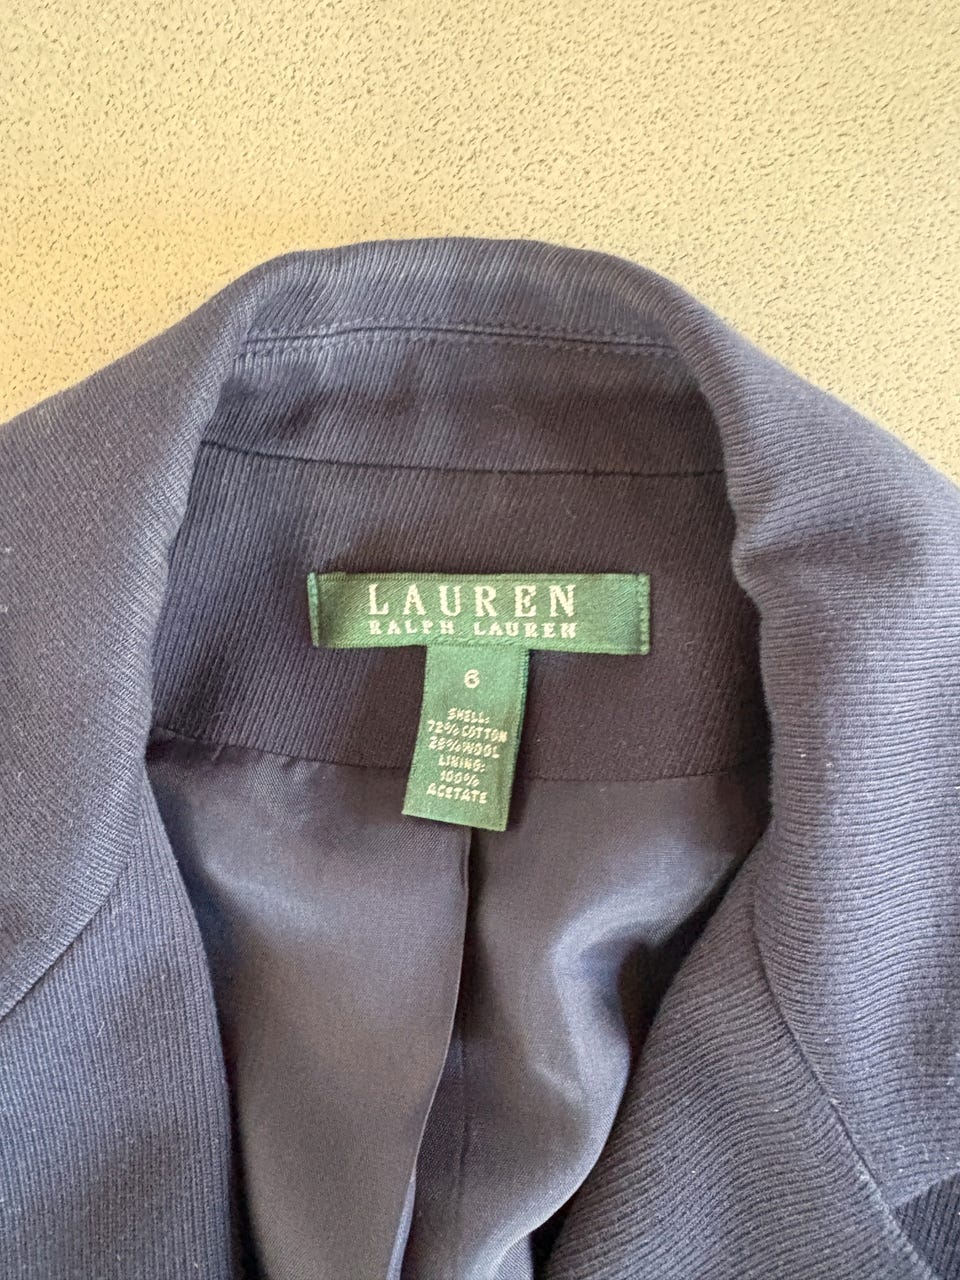 LAUREN
RALPH LAUREN
6
SHELL:
72% COTTON
28% WOOL
LINING:
100%
ACETATE